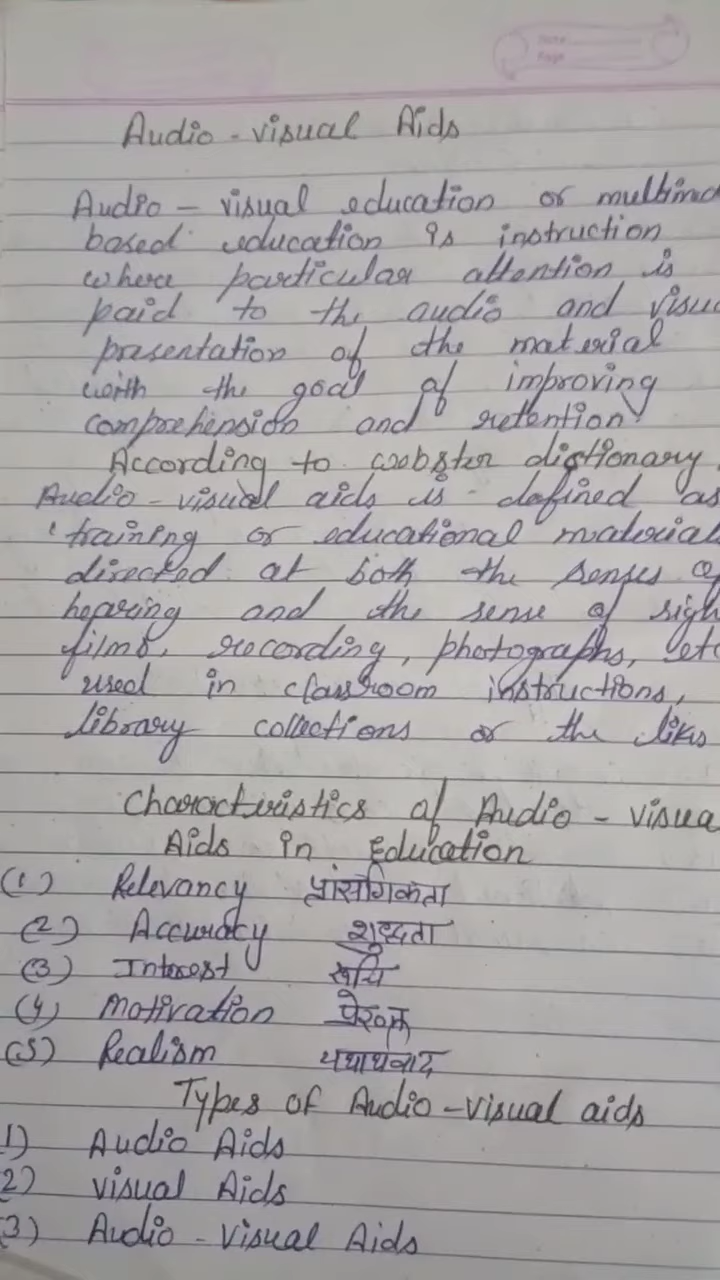 Audio - visual Aids
Audio - visual education or multimed
based education is instruction
where particular attention is
paid to the audio and visu
presentation of the material
with the goal of improving
comprehension and retention
According to webster dictionary
Audio - visual aids is defined as
'training or educational material
directed at both the senses of
hearing and the sense of sigh
films, recording, photographs, etc
used in classroom instructions,
library collections or the likes
Characteristics of Audio - visua
Aids in Education
(1) Relevancy प्रांसगिकता
(2) Accuracy शुध्दता
(3) Interest रूचि
(4) Motivation प्रेरणा
(5) Realism यथार्थवाद
Types of Audio - visual aids
1) Audio Aids
2) visual Aids
3) Audio - visual Aids